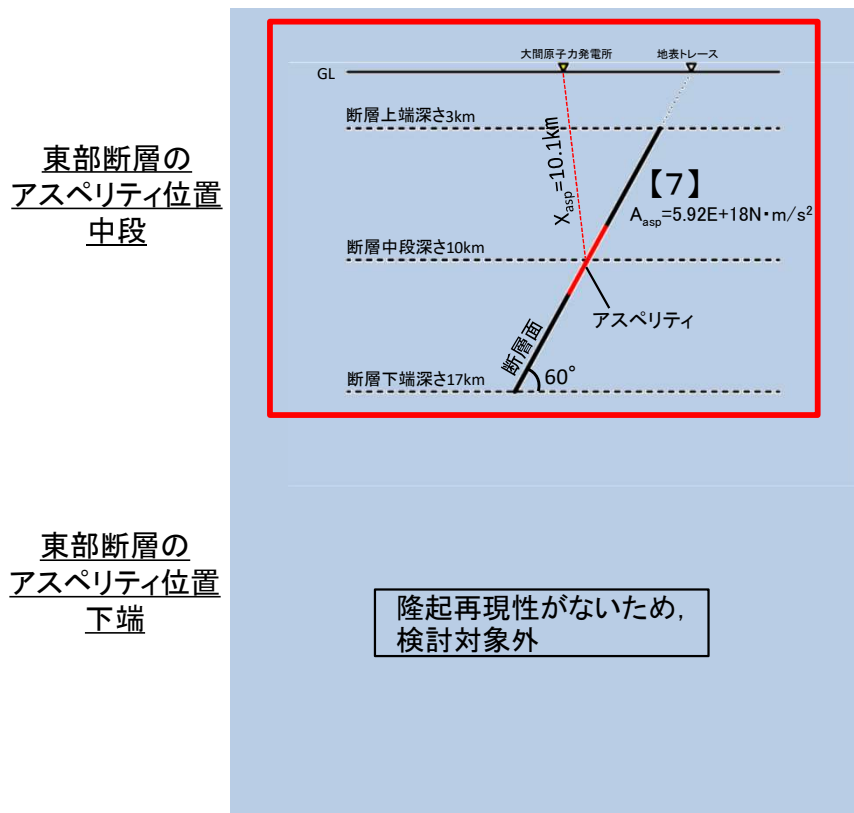 大間原子力発電所
地表トレース
GL
断層上端深さ3km
東部断層の
アスペリティ位置
中段
Xasp=10.1km
【7】
Aasp=5.92E+18N・m/s²
断層中段深さ10km
アスペリティ
断層面
断層下端深さ17km
60°
東部断層の
アスペリティ位置
下端
隆起再現性がないため,
検討対象外